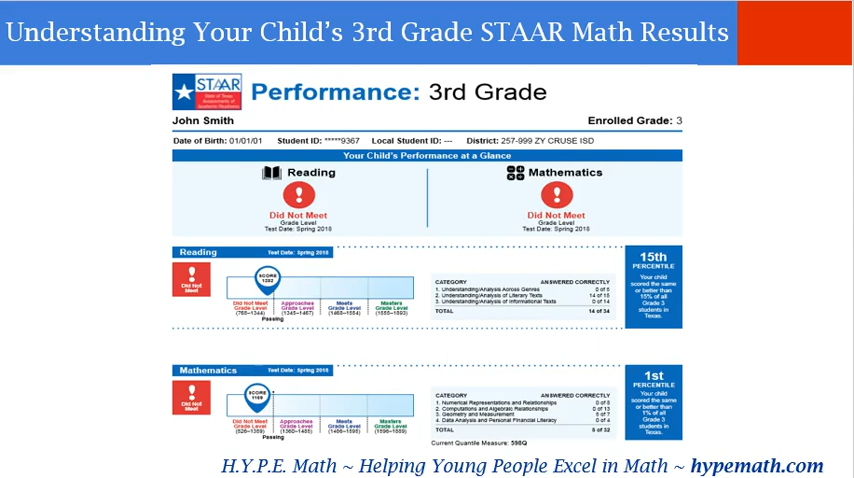 Understanding Your Child's 3rd Grade STAAR Math Results
STAAR
State of Texas
Assessments of
Academic Readiness
Performance: 3rd Grade
John Smith
Enrolled Grade: 3
Date of Birth: 01/01/01 Student ID: *****9367 Local Student ID: --- District: 257-999 ZY CRUSE ISD
Your Child's Performance at a Glance
Reading
Did Not Meet
Grade Level
Test Date: Spring 2018
Mathematics
Did Not Meet
Grade Level
Test Date: Spring 2018
Reading Test Date: Spring 2018
Did Not
Meet
SCORE
Did Not Meet Approaches Meets Masters
Grade Level Grade Level Grade Level Grade Level
Passing
CATEGORY ANSWERED CORRECTLY
1. Understanding/Analysis Across Genres 0 of 5
2. Understanding/Analysis of Literary Texts 14 of 15
3. Understanding/Analysis of Informational Texts 0 of 14
TOTAL 14 of 34
15th
PERCENTILE
Your child
scored the same
or better than
15% of all
Grade 3
students in
Texas.
Mathematics Test Date: Spring 2018
Did Not
Meet
SCORE
Did Not Meet Approaches Meets Masters
Grade Level Grade Level Grade Level Grade Level
Passing
CATEGORY ANSWERED CORRECTLY
1. Numerical Representations and Relationships 0 of 8
2. Computations and Algebraic Relationships 0 of 13
3. Geometry and Measurement 5 of 7
4. Data Analysis and Personal Financial Literacy 0 of 4
TOTAL 5 of 32
Current Quantile Measure: 598Q
1st
PERCENTILE
Your child
scored the same
or better than
1% of all
Grade 3
students in
Texas.
H.Y.P.E. Math ~ Helping Young People Excel in Math ~ hypemath.com